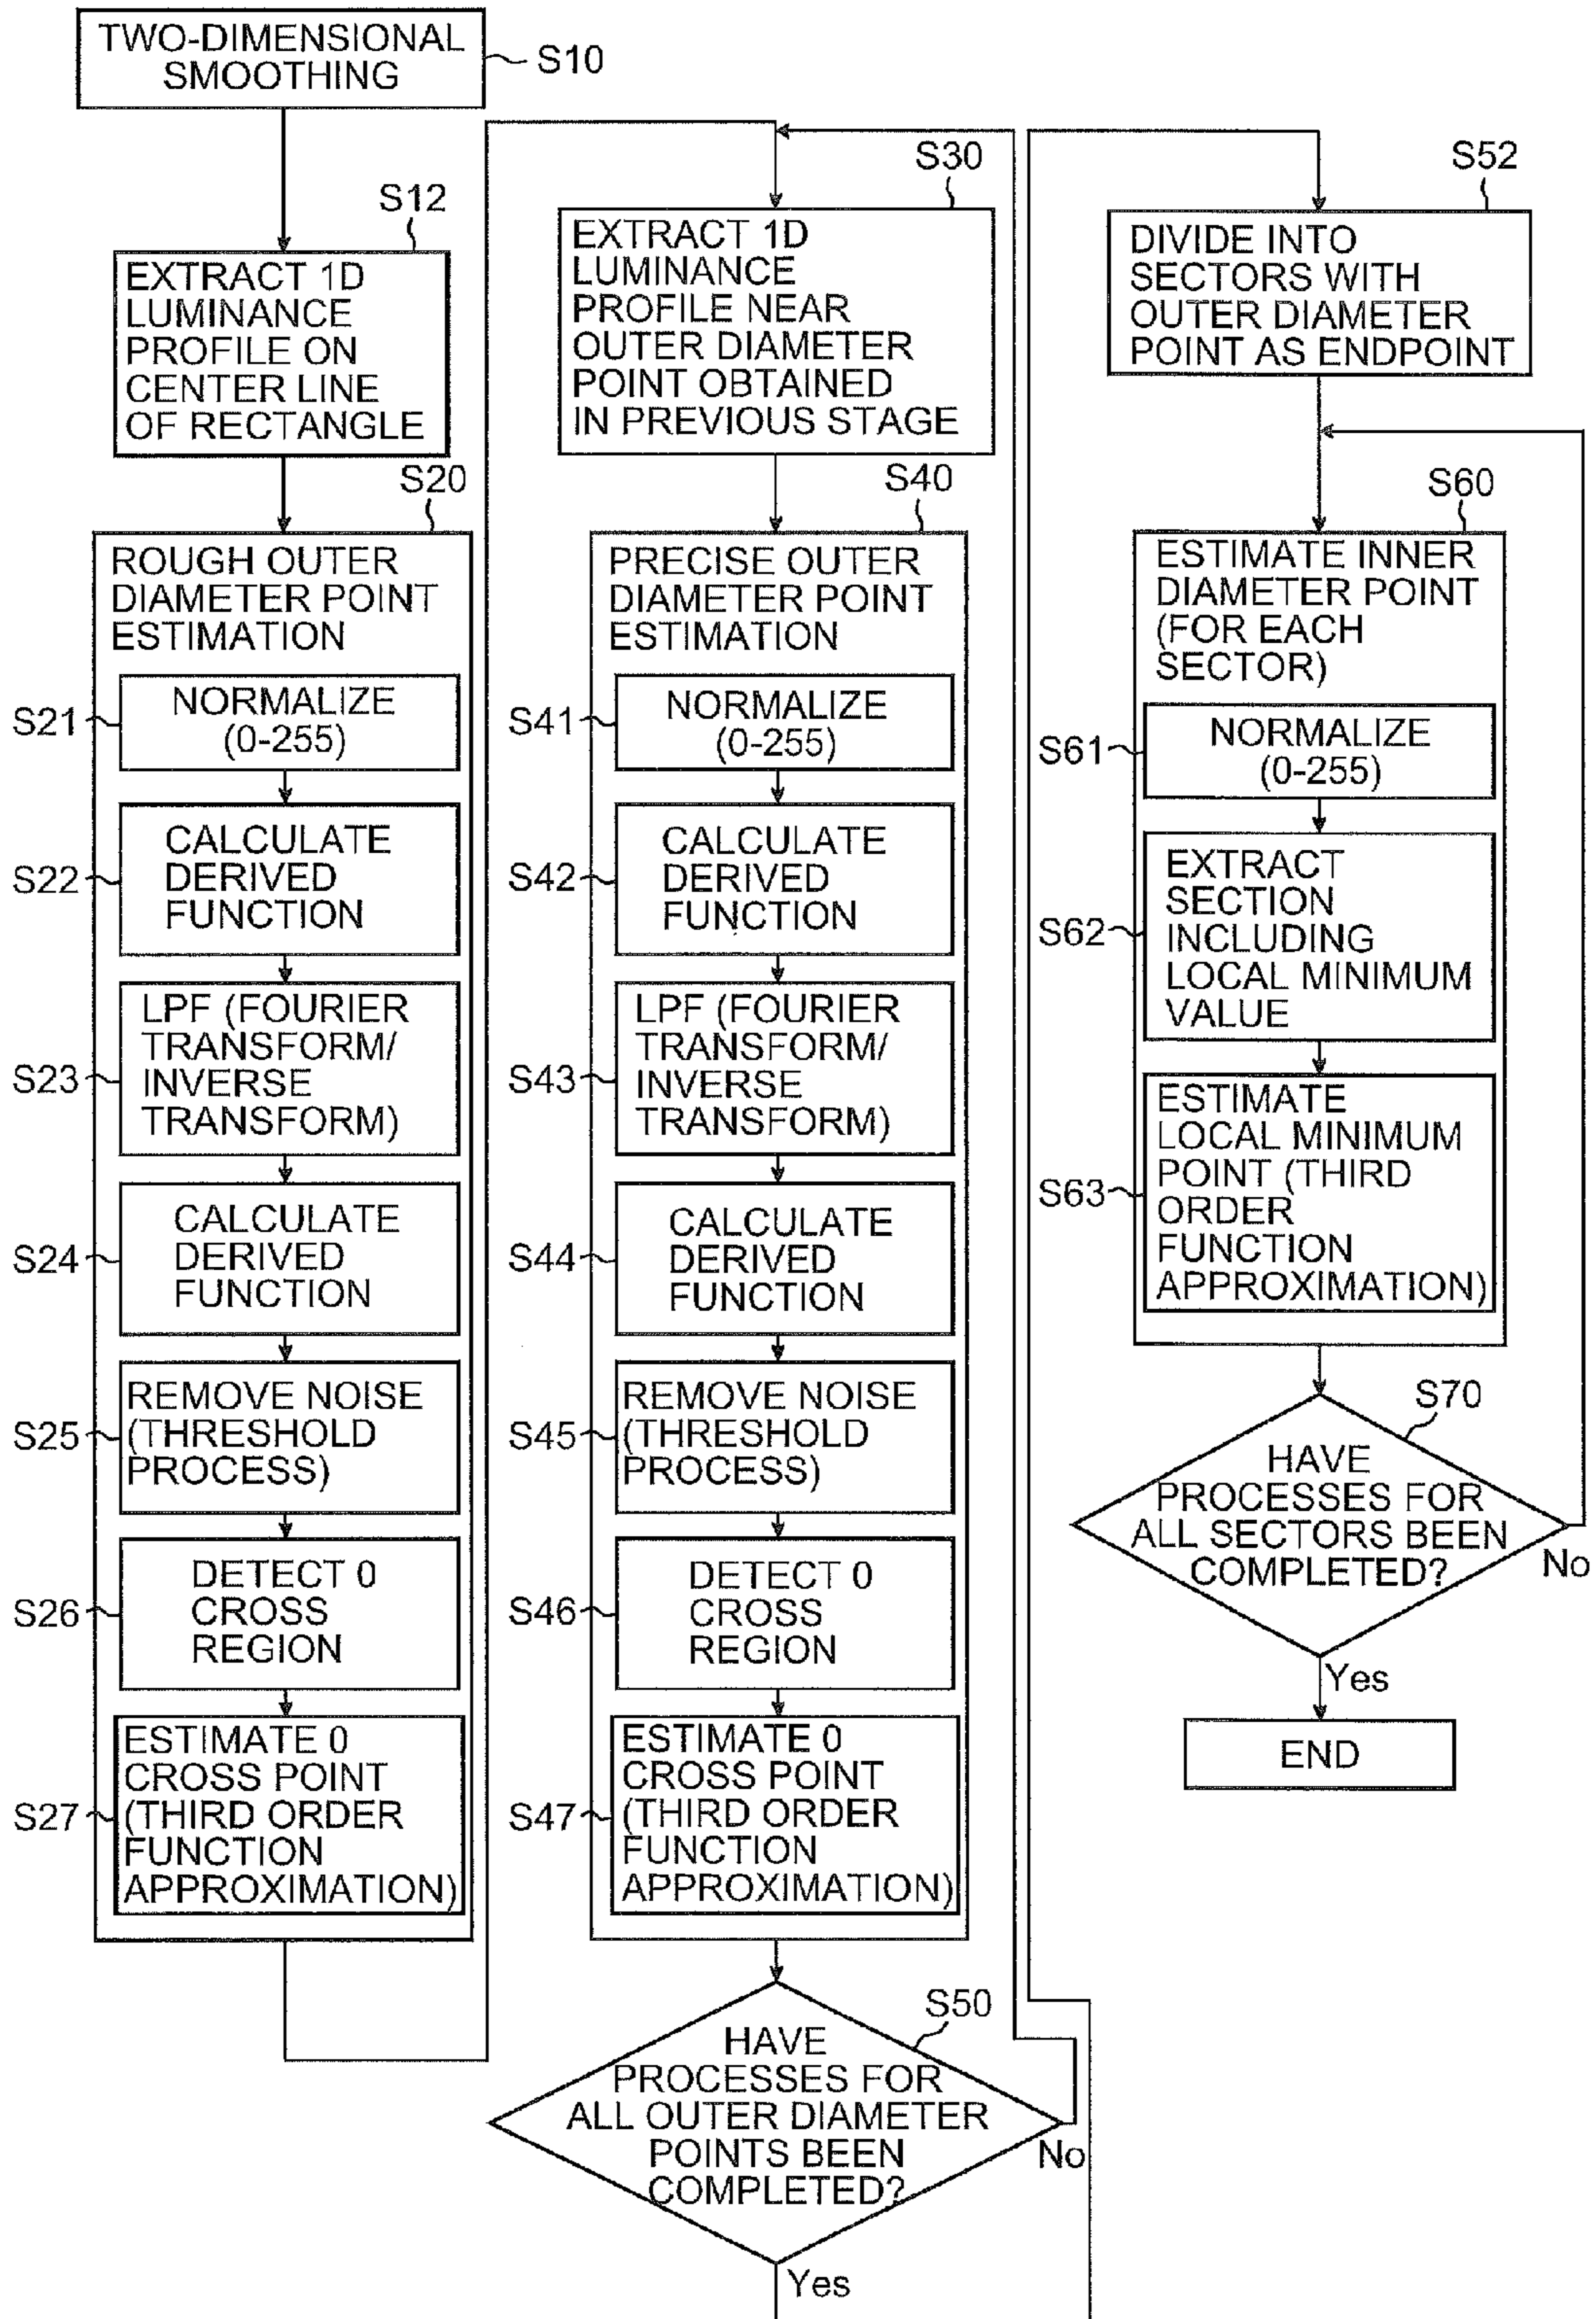 TWO-DIMENSIONAL
SMOOTHING
S10
S12
EXTRACT 1D
LUMINANCE
PROFILE ON
CENTER LINE
OF RECTANGLE
S20
ROUGH OUTER
DIAMETER POINT
ESTIMATION
S21
NORMALIZE
(0-255)
S22
CALCULATE
DERIVED
FUNCTION
S23
LPF (FOURIER
TRANSFORM/
INVERSE
TRANSFORM)
S24
CALCULATE
DERIVED
FUNCTION
S25
REMOVE NOISE
(THRESHOLD
PROCESS)
S26
DETECT 0
CROSS
REGION
S27
ESTIMATE 0
CROSS POINT
(THIRD ORDER
FUNCTION
APPROXIMATION)
S30
EXTRACT 1D
LUMINANCE
PROFILE NEAR
OUTER DIAMETER
POINT OBTAINED
IN PREVIOUS STAGE
S40
PRECISE OUTER
DIAMETER POINT
ESTIMATION
S41
NORMALIZE
(0-255)
S42
CALCULATE
DERIVED
FUNCTION
S43
LPF (FOURIER
TRANSFORM/
INVERSE
TRANSFORM)
S44
CALCULATE
DERIVED
FUNCTION
S45
REMOVE NOISE
(THRESHOLD
PROCESS)
S46
DETECT 0
CROSS
REGION
S47
ESTIMATE 0
CROSS POINT
(THIRD ORDER
FUNCTION
APPROXIMATION)
S50
HAVE
PROCESSES FOR
ALL OUTER DIAMETER
POINTS BEEN
COMPLETED?
No
Yes
S52
DIVIDE INTO
SECTORS WITH
OUTER DIAMETER
POINT AS ENDPOINT
S60
ESTIMATE INNER
DIAMETER POINT
(FOR EACH
SECTOR)
S61
NORMALIZE
(0-255)
S62
EXTRACT
SECTION
INCLUDING
LOCAL MINIMUM
VALUE
S63
ESTIMATE
LOCAL MINIMUM
POINT (THIRD
ORDER
FUNCTION
APPROXIMATION)
S70
HAVE
PROCESSES FOR
ALL SECTORS BEEN
COMPLETED?
No
Yes
END